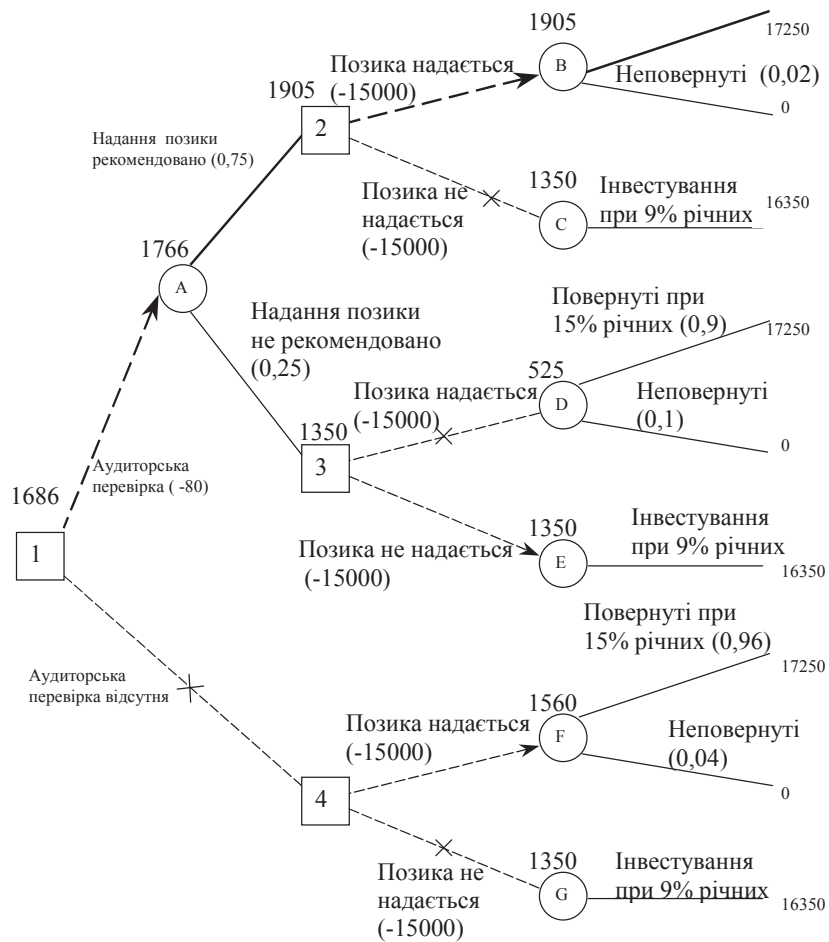 1905
17250
Позика надається
(-15000)
B
Неповернуті (0,02)
0
1905
2
Надання позики
рекомендовано (0,75)
Позика не
надається
(-15000)
1350
C
Інвестування
при 9% річних
16350
1766
A
Надання позики
не рекомендовано
(0,25)
Повернуті при
15% річних (0,9)
17250
Позика надається
(-15000)
525
D
Неповернуті
(0,1)
0
1350
3
Аудиторська
перевірка ( -80)
1686
1
Позика не надається
(-15000)
1350
E
Інвестування
при 9% річних
16350
Повернуті при
15% річних (0,96)
17250
Аудиторська
перевірка відсутня
Позика надається
(-15000)
1560
F
Неповернуті
(0,04)
0
4
Позика не
надається
(-15000)
1350
G
Інвестування
при 9% річних
16350